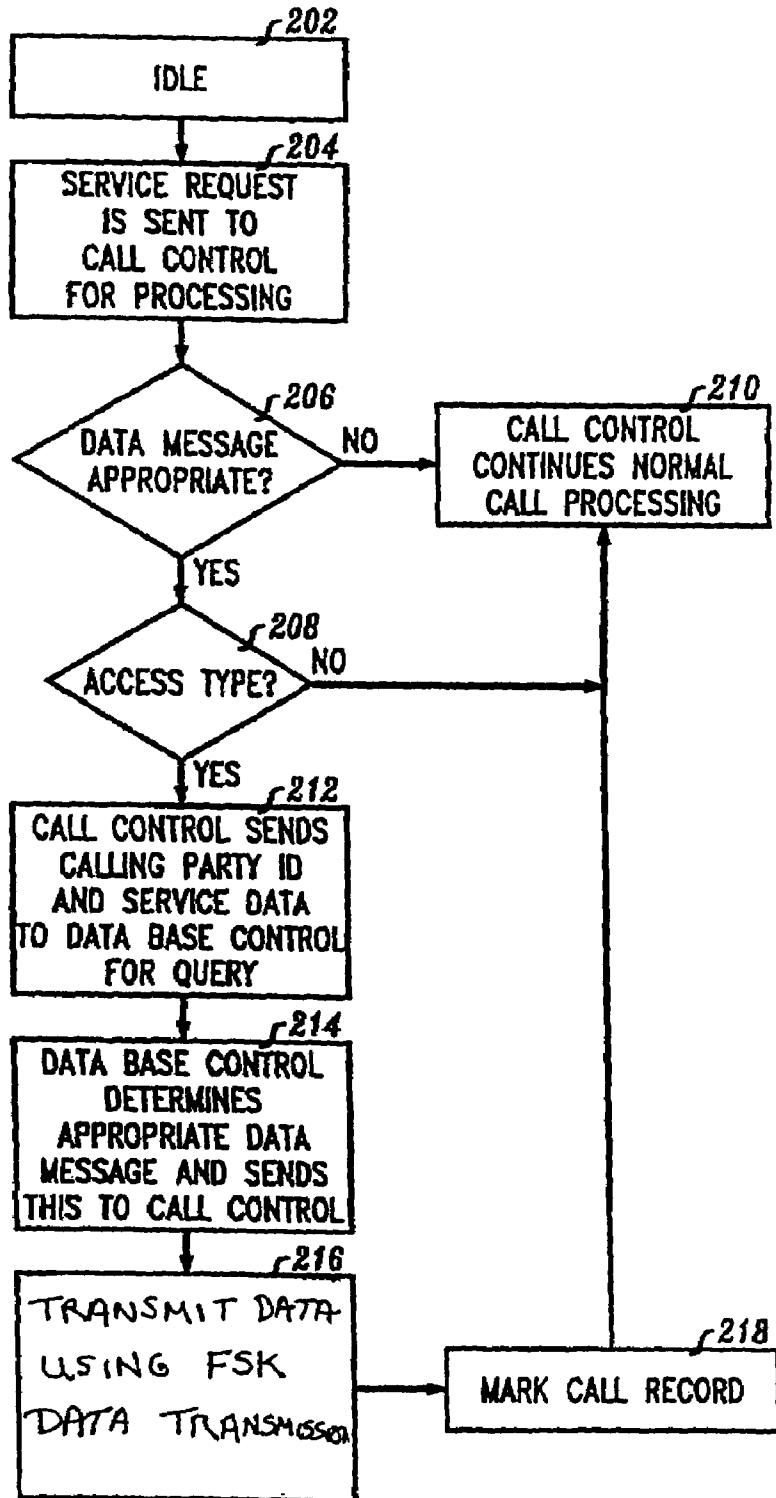 202
IDLE
204
SERVICE REQUEST
IS SENT TO
CALL CONTROL
FOR PROCESSING
206
DATA MESSAGE
APPROPRIATE?
NO
YES
210
CALL CONTROL
CONTINUES NORMAL
CALL PROCESSING
208
ACCESS TYPE?
NO
YES
212
CALL CONTROL SENDS
CALLING PARTY ID
AND SERVICE DATA
TO DATA BASE CONTROL
FOR QUERY
214
DATA BASE CONTROL
DETERMINES
APPROPRIATE DATA
MESSAGE AND SENDS
THIS TO CALL CONTROL
216
TRANSMIT DATA
USING FSK
DATA TRANSMISSION
218
MARK CALL RECORD